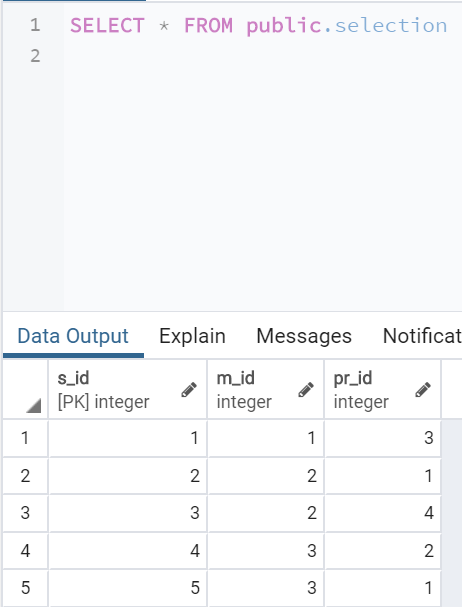 1 SELECT * FROM public.selection
2
Data Output Explain Messages Notificat
s_id m_id pr_id
[PK] integer integer integer
1 1 1 3
2 2 2 1
3 3 2 4
4 4 3 2
5 5 3 1